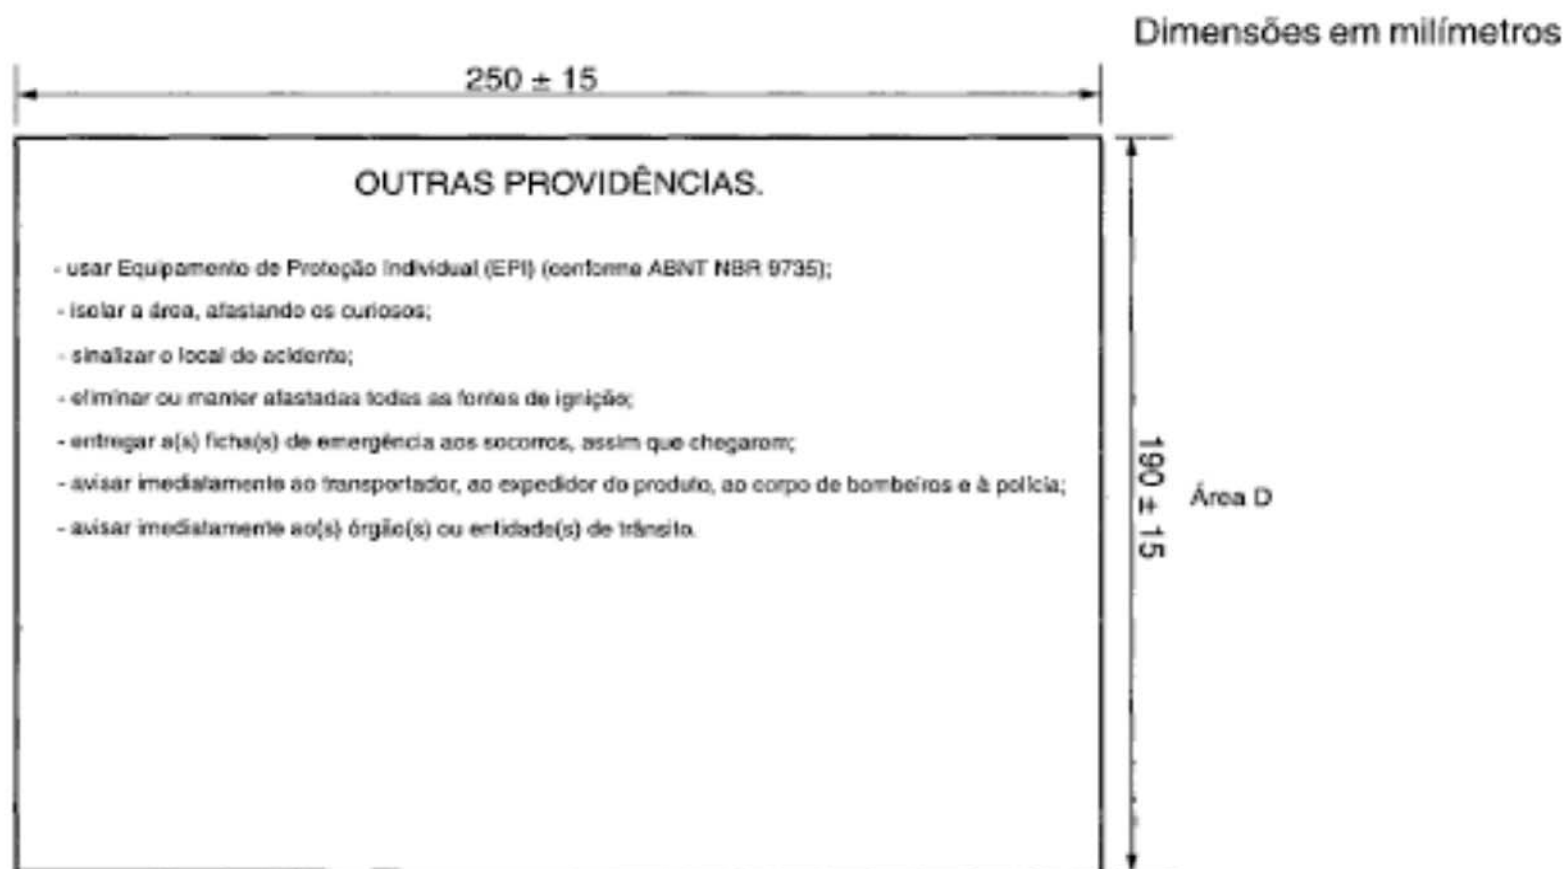 Dimensões em milímetros
250 ± 15
OUTRAS PROVIDÊNCIAS.
- usar Equipamento de Proteção Individual (EPI) (conforme ABNT NBR 9735);
- isolar a área, afastando os curiosos;
- sinalizar o local do acidente;
- eliminar ou manter afastadas todas as fontes de ignição;
- entregar a(s) ficha(s) de emergência aos socorros, assim que chegarem;
- avisar imediatamente ao transportador, ao expedidor do produto, ao corpo de bombeiros e à polícia;
- avisar imediatamente ao(s) órgão(s) ou entidade(s) de trânsito.
190 ± 15
Área D